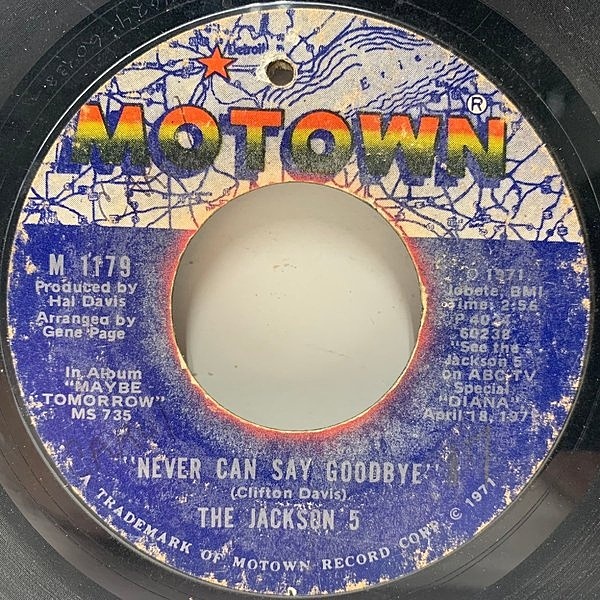 Detroit
Erie
MOTOWN®
M 1179
Produced by
Hal Davis
Arranged by
Gene Page
In Album
"MAYBE
TOMORROW"
MS 735
℗ 1971
Jobete, BMI
Time: 2:56
"See the
Jackson 5
on ABC-TV
Special
"DIANA"
April 18, 1971
"NEVER CAN SAY GOODBYE"
(Clifton Davis)
THE JACKSON 5
A TRADEMARK OF MOTOWN RECORD CORP. © 1971